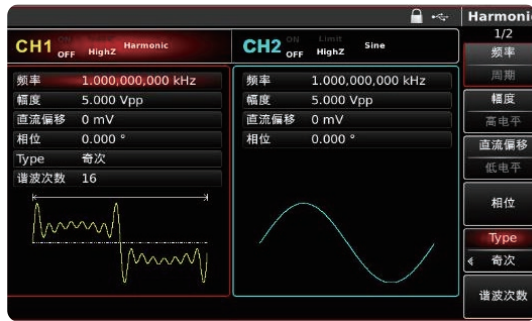 Harmonic
1/2
CH1 ON OFF HighZ Harmonic
CH2 ON OFF Limit HighZ Sine
频率 1.000,000,000 kHz
幅度 5.000 Vpp
直流偏移 0 mV
相位 0.000 °
Type 奇次
谐波次数 16
频率 1.000,000,000 kHz
幅度 5.000 Vpp
直流偏移 0 mV
相位 0.000 °
频率
周期
幅度
高电平
直流偏移
低电平
相位
Type
奇次
谐波次数